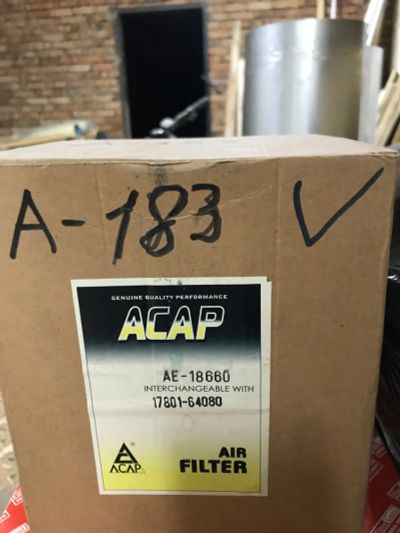 A-183 V
GENUINE QUALITY PERFORMANCE
ACAP
AE-18660
INTERCHANGEABLE WITH
17801-64080
ACAP
AIR
FILTER